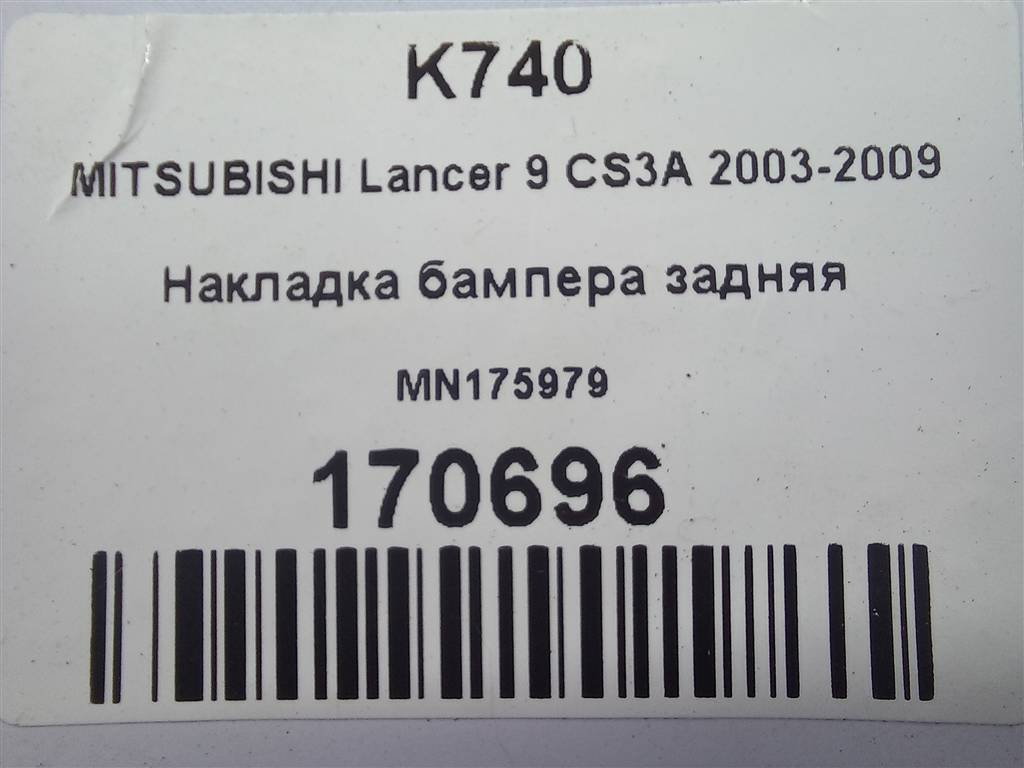 K740
MITSUBISHI Lancer 9 CS3A 2003-2009
Накладка бампера задняя
MN175979
170696